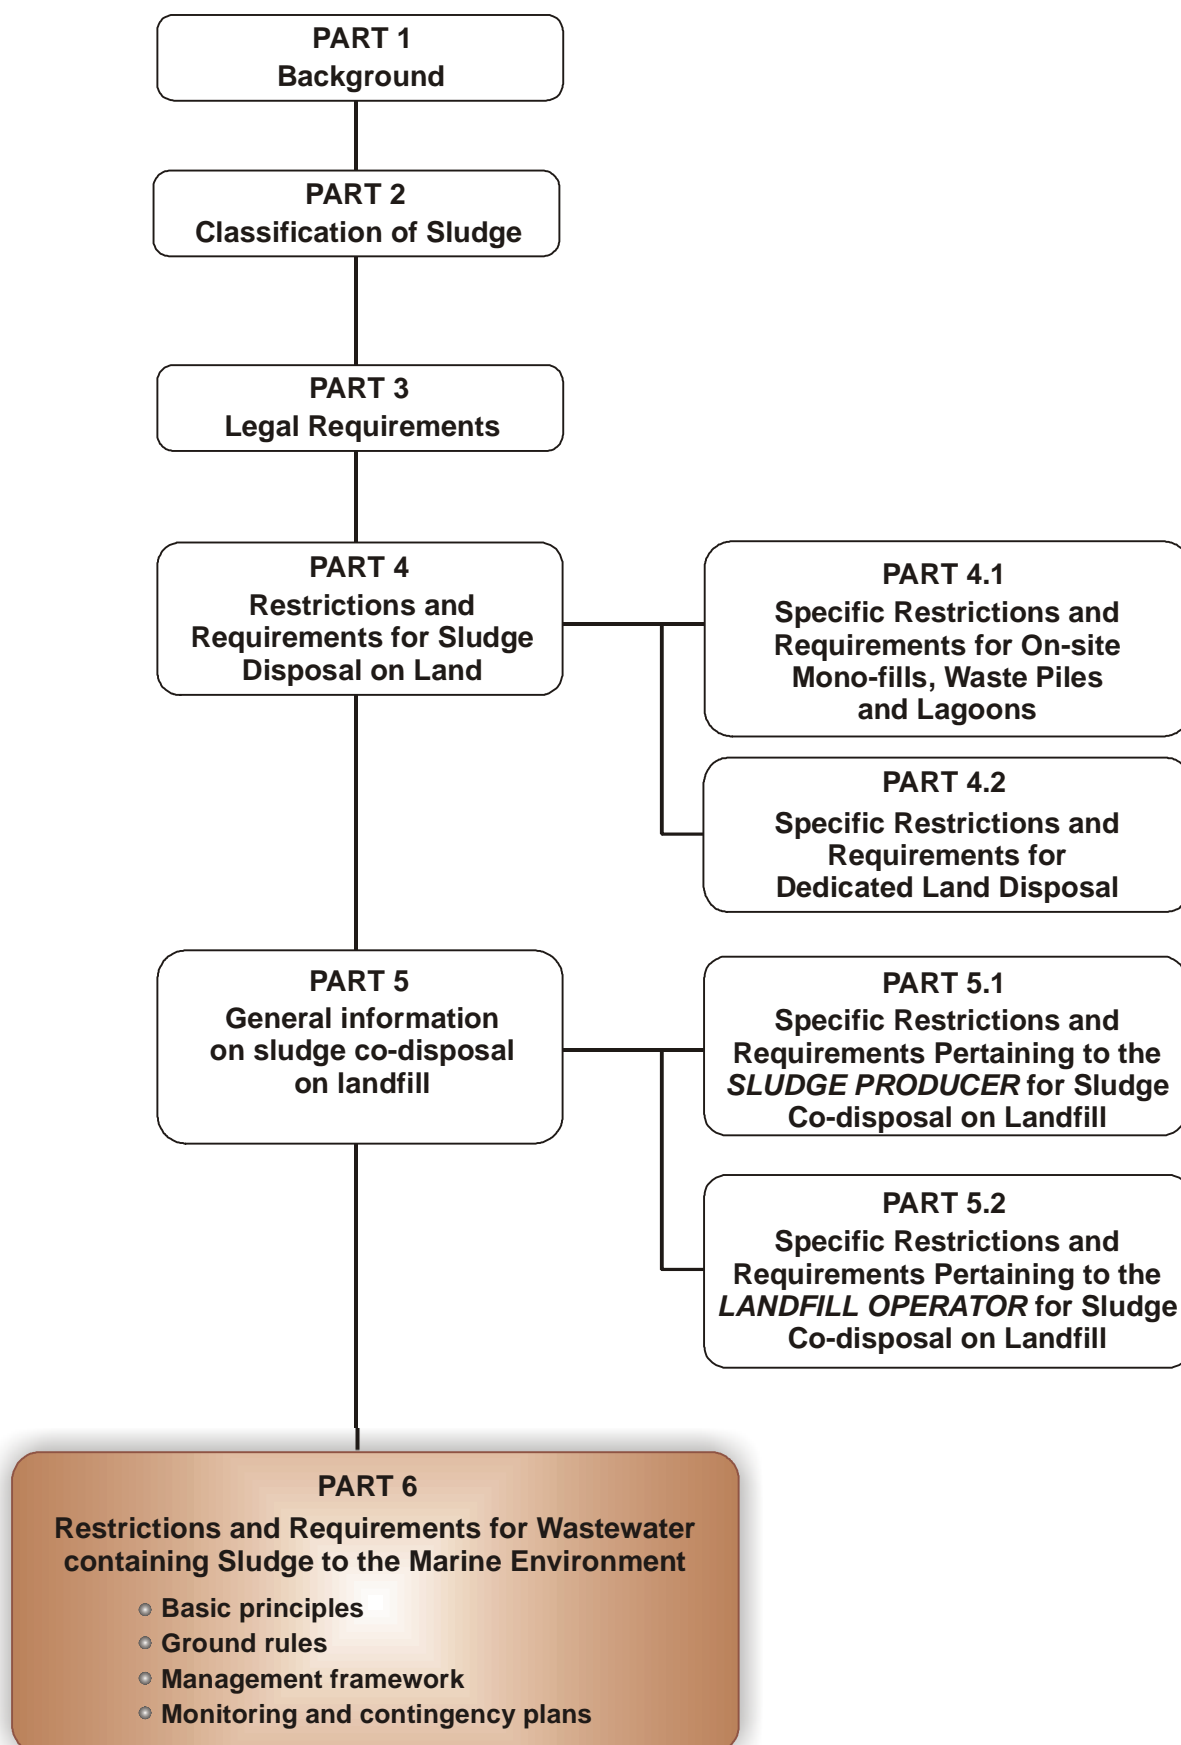 PART 1
Background
PART 2
Classification of Sludge
PART 3
Legal Requirements
PART 4
Restrictions and
Requirements for Sludge
Disposal on Land
PART 4.1
Specific Restrictions and
Requirements for On-site
Mono-fills, Waste Piles
and Lagoons
PART 4.2
Specific Restrictions and
Requirements for
Dedicated Land Disposal
PART 5
General information
on sludge co-disposal
on landfill
PART 5.1
Specific Restrictions and
Requirements Pertaining to the
SLUDGE PRODUCER for Sludge
Co-disposal on Landfill
PART 5.2
Specific Restrictions and
Requirements Pertaining to the
LANDFILL OPERATOR for Sludge
Co-disposal on Landfill
PART 6
Restrictions and Requirements for Wastewater
containing Sludge to the Marine Environment
Basic principles
Ground rules
Management framework
Monitoring and contingency plans